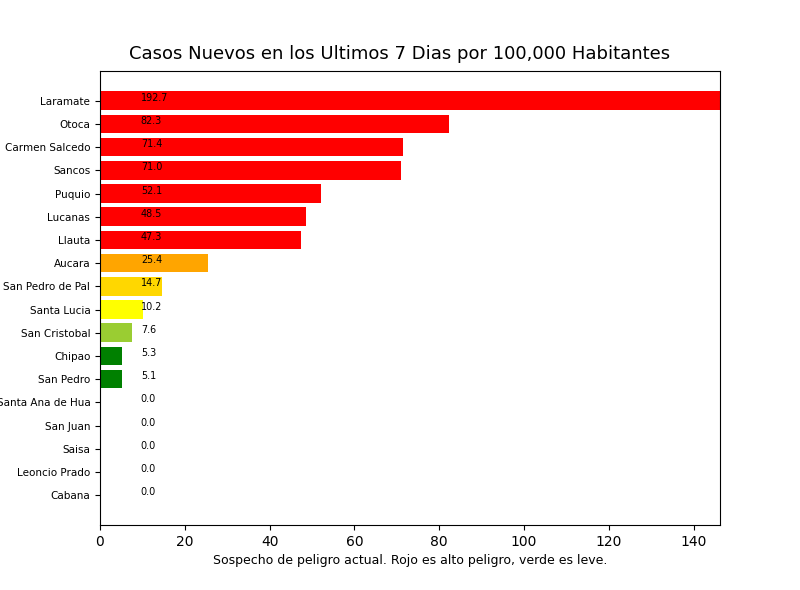 Casos Nuevos en los Ultimos 7 Dias por 100,000 Habitantes
Laramate 192.7
Otoca 82.3
Carmen Salcedo 71.4
Sancos 71.0
Puquio 52.1
Lucanas 48.5
Llauta 47.3
Aucara 25.4
San Pedro de Pal 14.7
Santa Lucia 10.2
San Cristobal 7.6
Chipao 5.3
San Pedro 5.1
Santa Ana de Hua 0.0
San Juan 0.0
Saisa 0.0
Leoncio Prado 0.0
Cabana 0.0
0 20 40 60 80 100 120 140
Sospecho de peligro actual. Rojo es alto peligro, verde es leve.